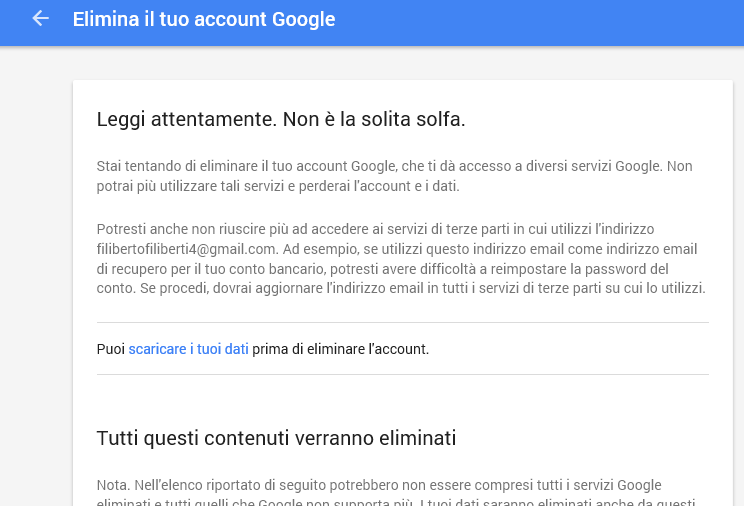 Elimina il tuo account Google
Leggi attentamente. Non è la solita solfa.
Stai tentando di eliminare il tuo account Google, che ti dà accesso a diversi servizi Google. Non
potrai più utilizzare tali servizi e perderai l'account e i dati.
Potresti anche non riuscire più ad accedere ai servizi di terze parti in cui utilizzi l'indirizzo
filibertofiliberti4@gmail.com. Ad esempio, se utilizzi questo indirizzo email come indirizzo email
di recupero per il tuo conto bancario, potresti avere difficoltà a reimpostare la password del
conto. Se procedi, dovrai aggiornare l'indirizzo email in tutti i servizi di terze parti su cui lo utilizzi.
Puoi scaricare i tuoi dati prima di eliminare l'account.
Tutti questi contenuti verranno eliminati
Nota. Nell'elenco riportato di seguito potrebbero non essere compresi tutti i servizi Google
eliminati e tutti quelli che Google non supporta più. I tuoi dati saranno eliminati anche da questi